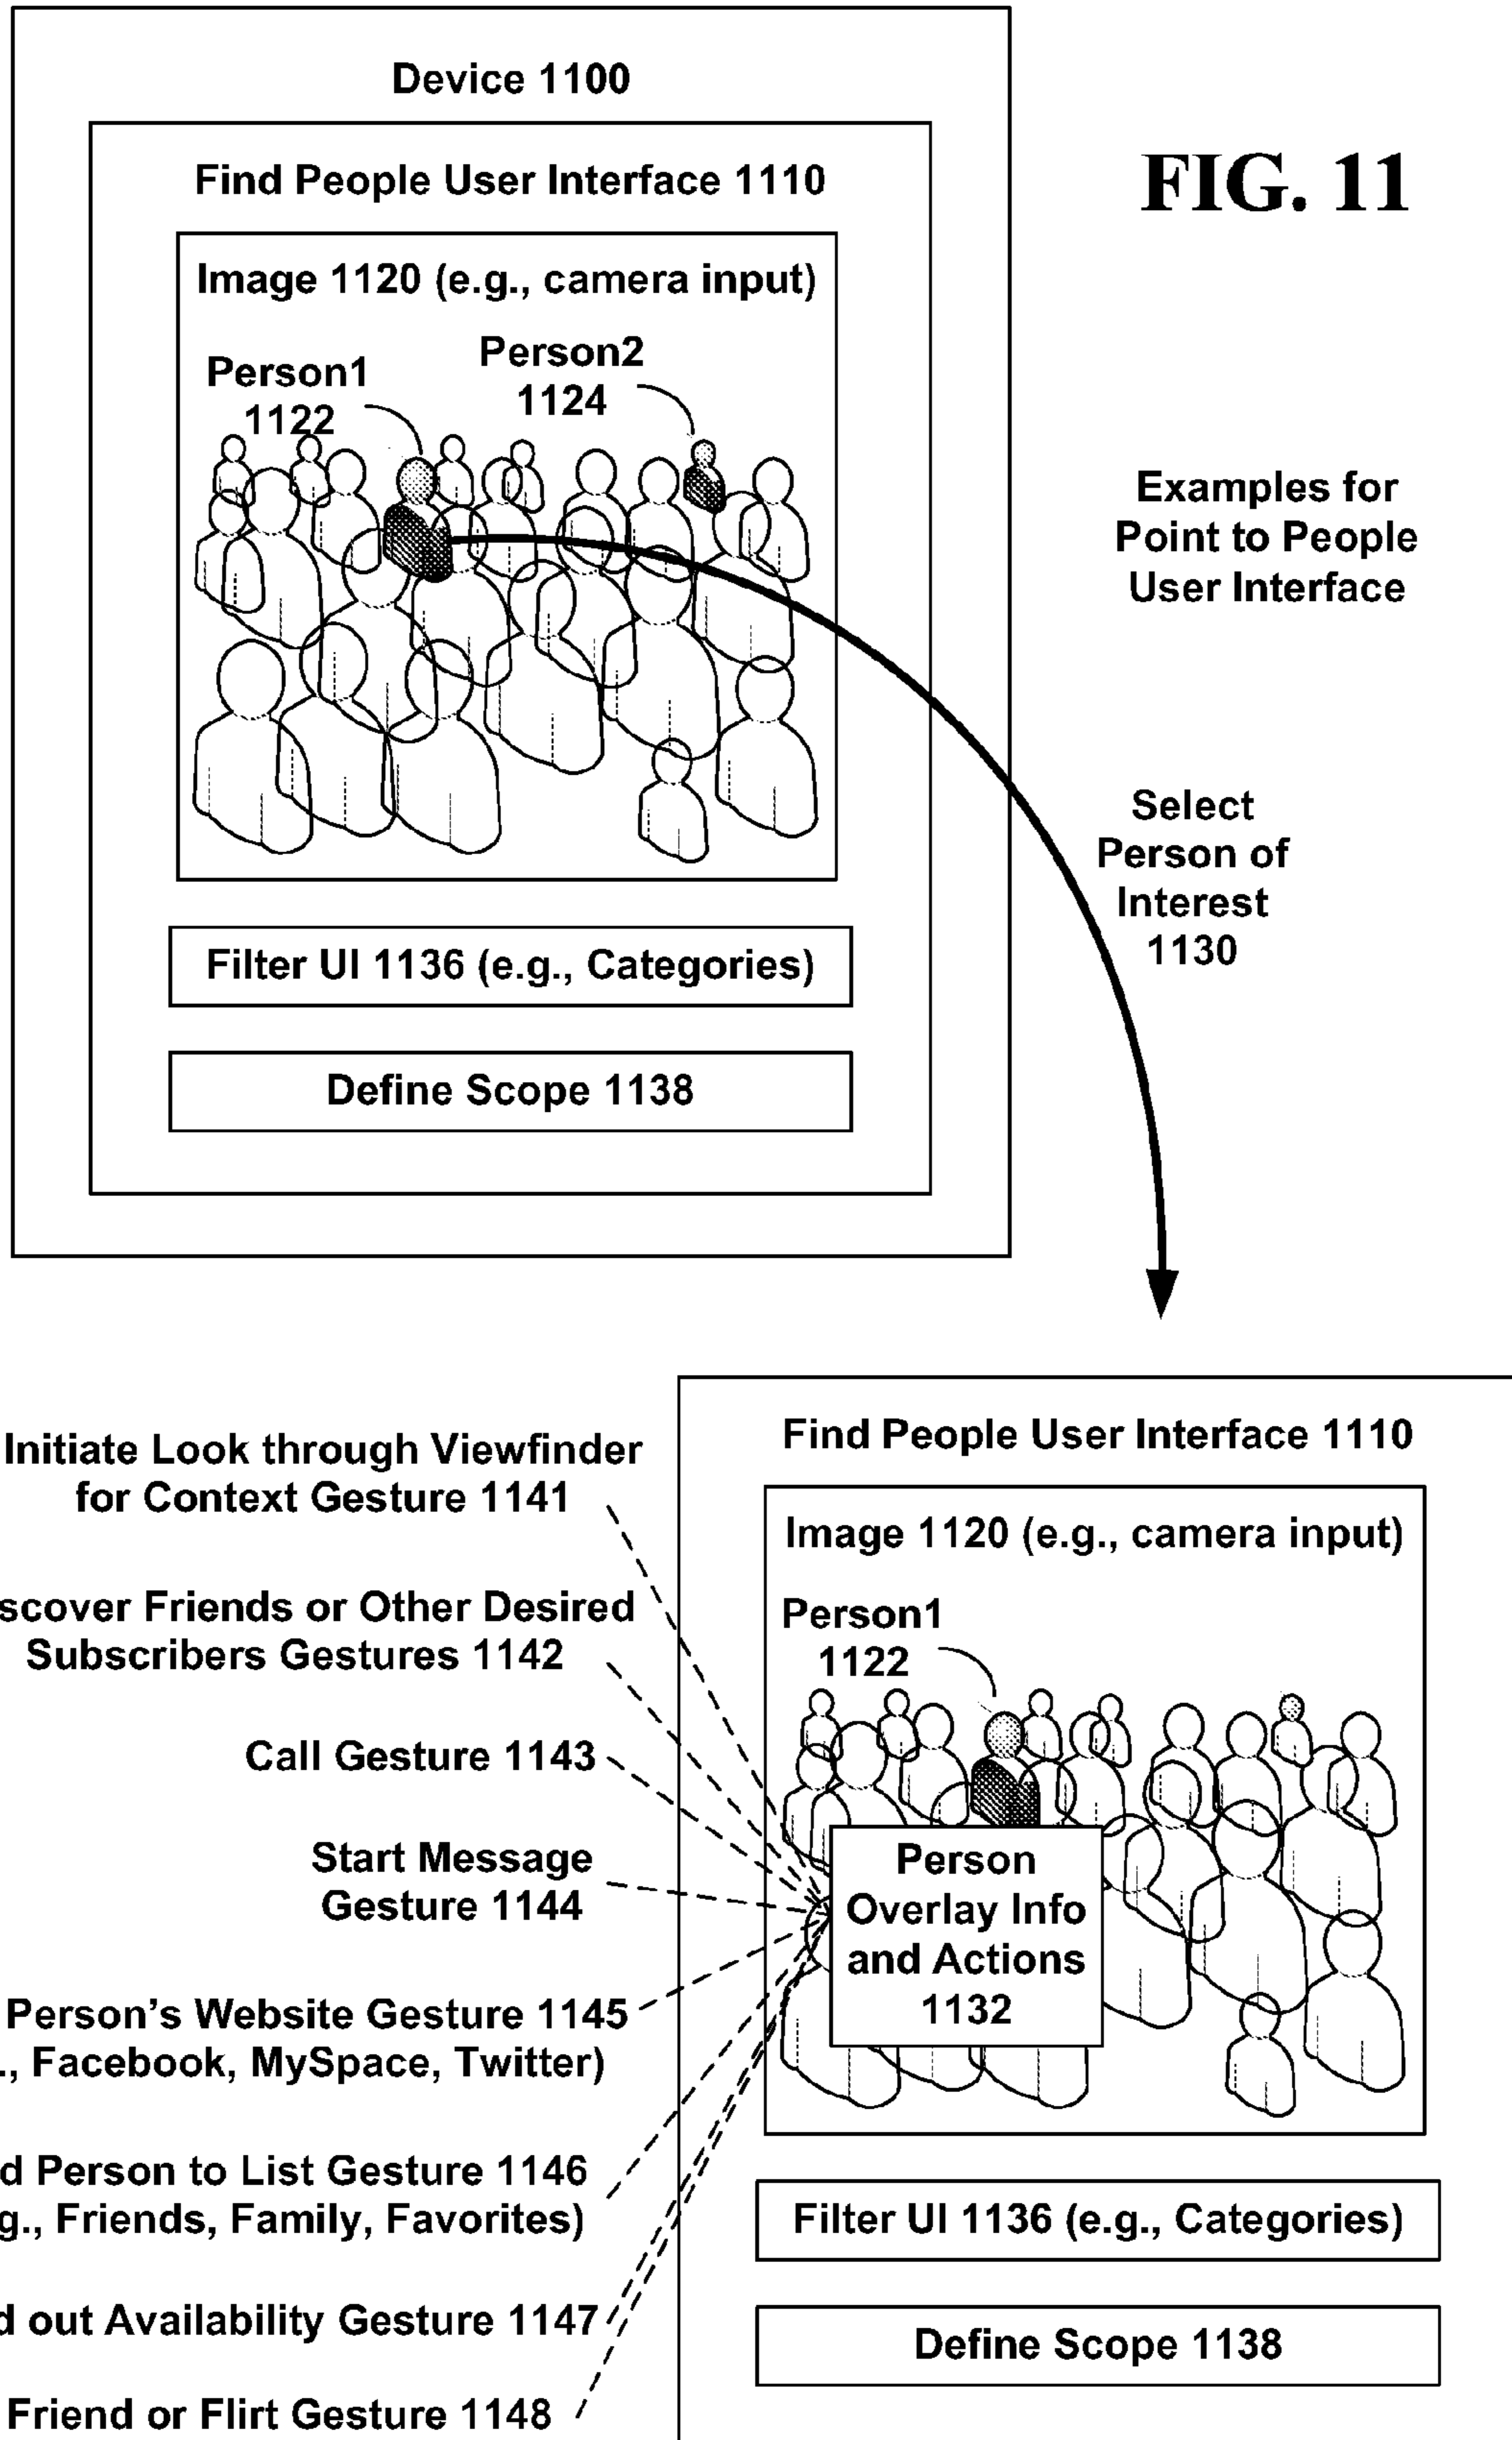 Device 1100
Find People User Interface 1110
Image 1120 (e.g., camera input)
Person1
1122
Person2
1124
Filter UI 1136 (e.g., Categories)
Define Scope 1138
FIG. 11
Examples for
Point to People
User Interface
Select
Person of
Interest
1130
Initiate Look through Viewfinder
for Context Gesture 1141
scover Friends or Other Desired
Subscribers Gestures 1142
Call Gesture 1143
Start Message
Gesture 1144
Person's Website Gesture 1145
., Facebook, MySpace, Twitter)
d Person to List Gesture 1146
g., Friends, Family, Favorites)
d out Availability Gesture 1147
Friend or Flirt Gesture 1148
Find People User Interface 1110
Image 1120 (e.g., camera input)
Person1
1122
Person
Overlay Info
and Actions
1132
Filter UI 1136 (e.g., Categories)
Define Scope 1138